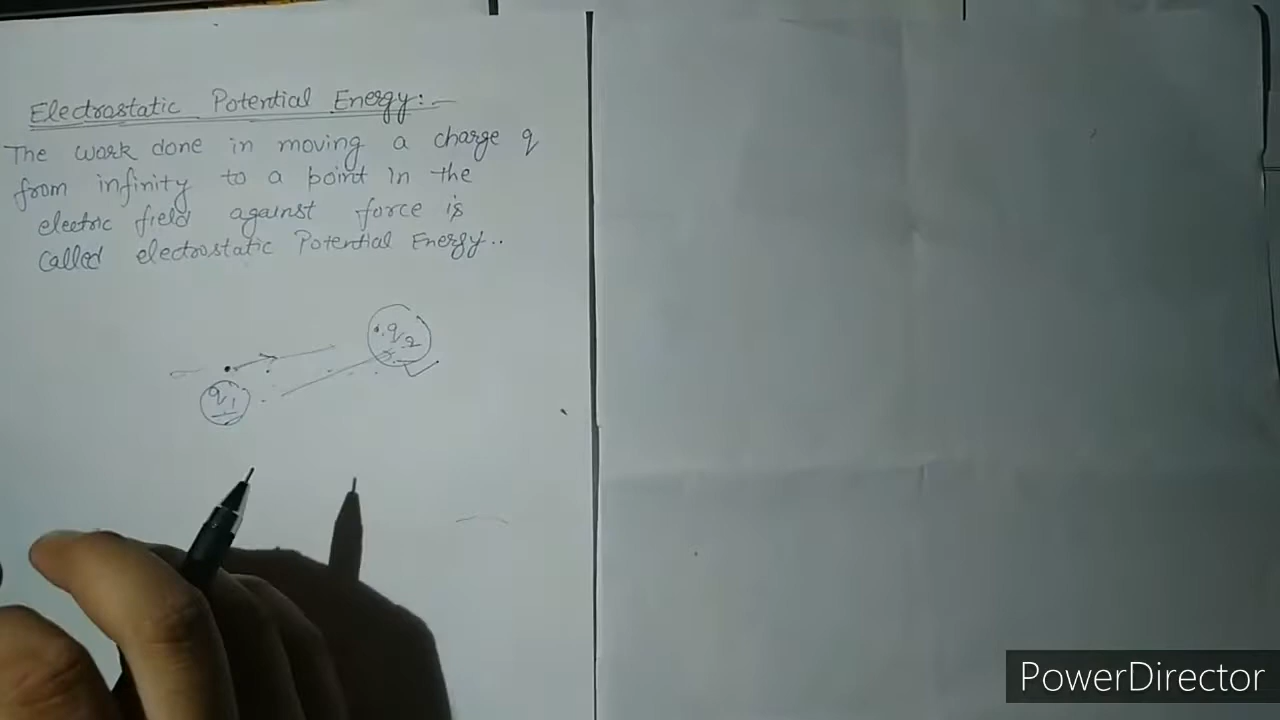 Electrostatic Potential Energy:-
The work done in moving a charge q
from infinity to a point in the
electric field against force is
called electrostatic Potential Energy..
q2
q1
PowerDirector